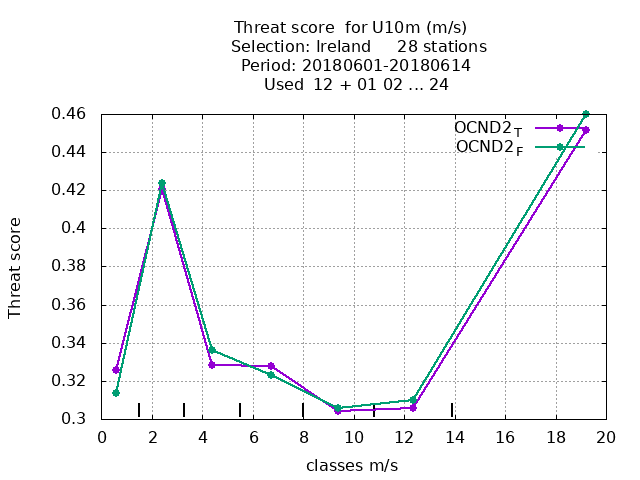 Threat score  for U10m (m/s)
Selection: Ireland     28 stations
Period: 20180601-20180614
Used  12 + 01 02 ... 24
OCND2_T
OCND2_F
Threat score
0.46
0.44
0.42
0.4
0.38
0.36
0.34
0.32
0.3
0 2 4 6 8 10 12 14 16 18 20
classes m/s